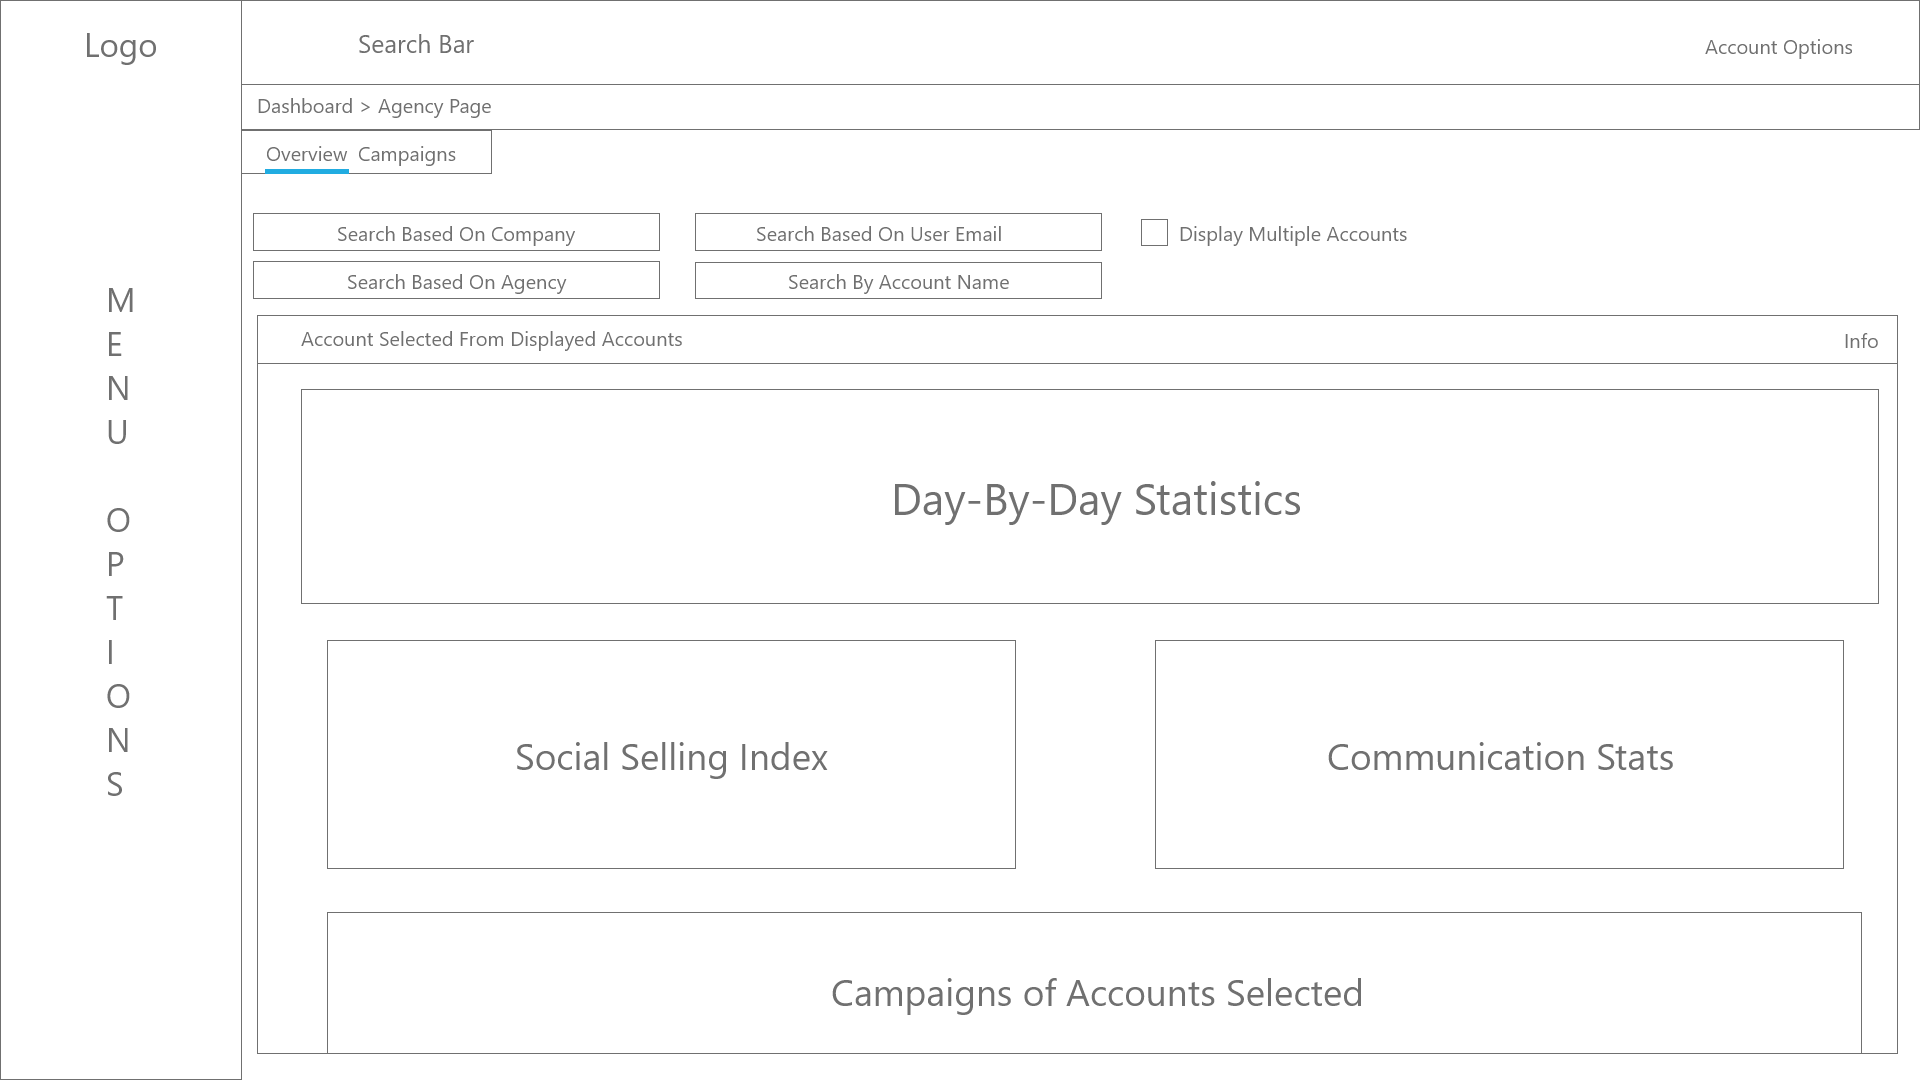 Logo
Search Bar
Account Options
Dashboard > Agency Page
Overview Campaigns
Search Based On Company
Search Based On User Email
Display Multiple Accounts
Search Based On Agency
Search By Account Name
M
E
N
U
O
P
T
I
O
N
S
Account Selected From Displayed Accounts
Info
Day-By-Day Statistics
Social Selling Index
Communication Stats
Campaigns of Accounts Selected